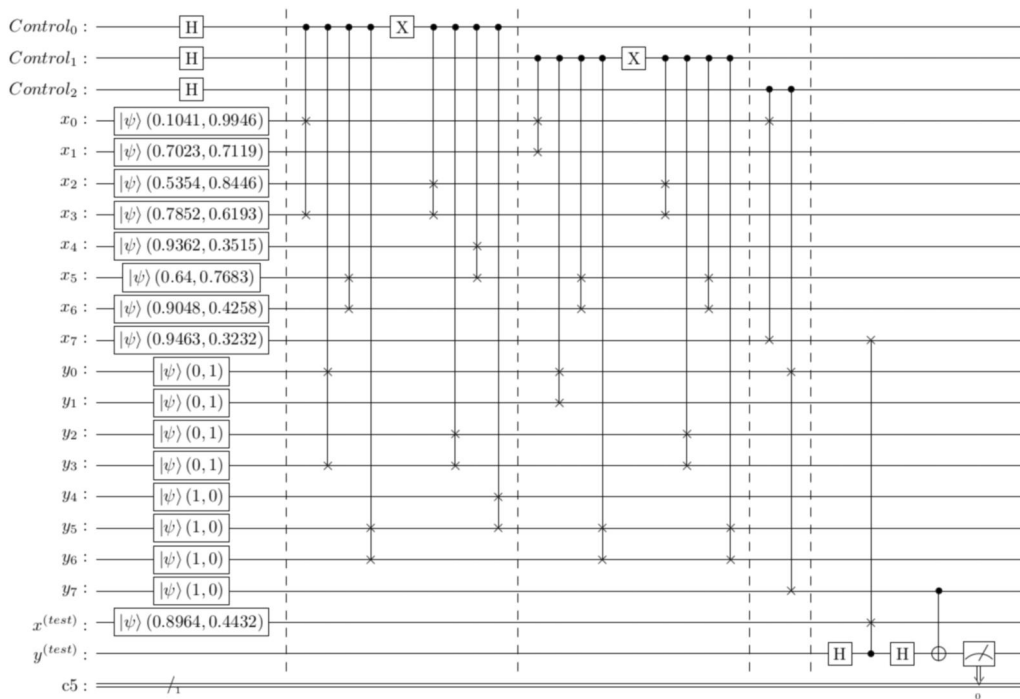 Control₀ : H X
Control₁ : H X
Control₂ : H
x₀ : |ψ⟩ (0.1041, 0.9946)
x₁ : |ψ⟩ (0.7023, 0.7119)
x₂ : |ψ⟩ (0.5354, 0.8446)
x₃ : |ψ⟩ (0.7852, 0.6193)
x₄ : |ψ⟩ (0.9362, 0.3515)
x₅ : |ψ⟩ (0.64, 0.7683)
x₆ : |ψ⟩ (0.9048, 0.4258)
x₇ : |ψ⟩ (0.9463, 0.3232)
y₀ : |ψ⟩ (0, 1)
y₁ : |ψ⟩ (0, 1)
y₂ : |ψ⟩ (0, 1)
y₃ : |ψ⟩ (0, 1)
y₄ : |ψ⟩ (1, 0)
y₅ : |ψ⟩ (1, 0)
y₆ : |ψ⟩ (1, 0)
y₇ : |ψ⟩ (1, 0)
x⁽ᵗᵉˢᵗ⁾ : |ψ⟩ (0.8964, 0.4432)
y⁽ᵗᵉˢᵗ⁾ : H H
c5 : /₁ 0